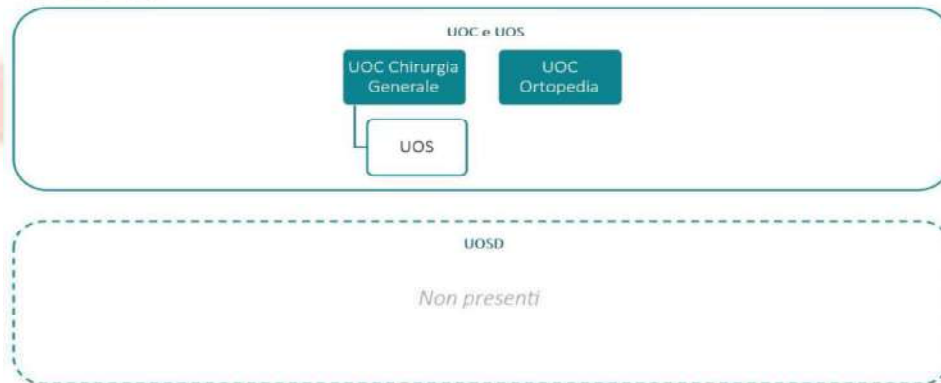 UOC e UOS
UOC Chirurgia
Generale
UOC
Ortopedia
UOS
UOSD
Non presenti